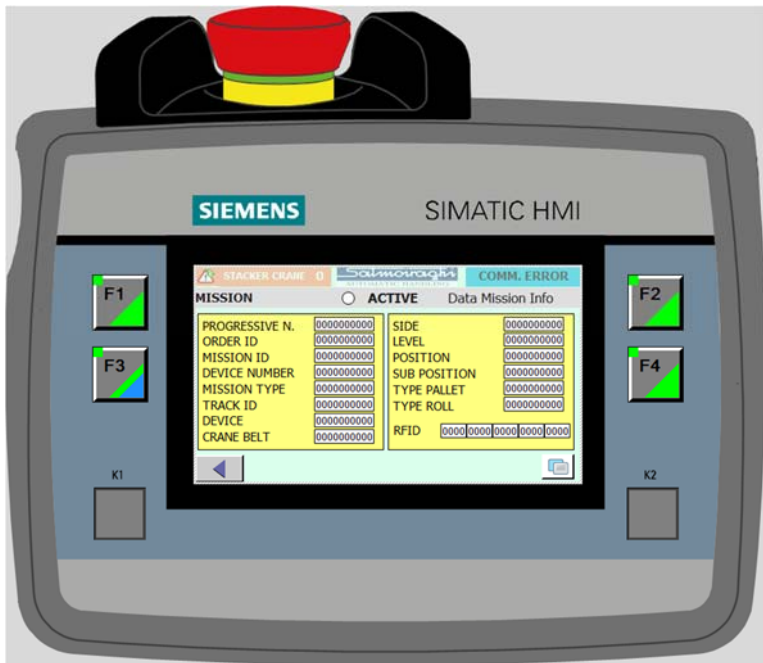 SIEMENS
SIMATIC HMI
F1
F2
F3
F4
K1
K2
STACKER CRANE 0
Salmoiraghi
AUTOMATIC HANDLING
COMM. ERROR
MISSION
ACTIVE
Data Mission Info
PROGRESSIVE N. 0000000000
ORDER ID 0000000000
MISSION ID 0000000000
DEVICE NUMBER 0000000000
MISSION TYPE 0000000000
TRACK ID 0000000000
DEVICE 0000000000
CRANE BELT 0000000000
SIDE 0000000000
LEVEL 0000000000
POSITION 0000000000
SUB POSITION 0000000000
TYPE PALLET 0000000000
TYPE ROLL 0000000000
RFID 0000 0000 0000 0000 0000